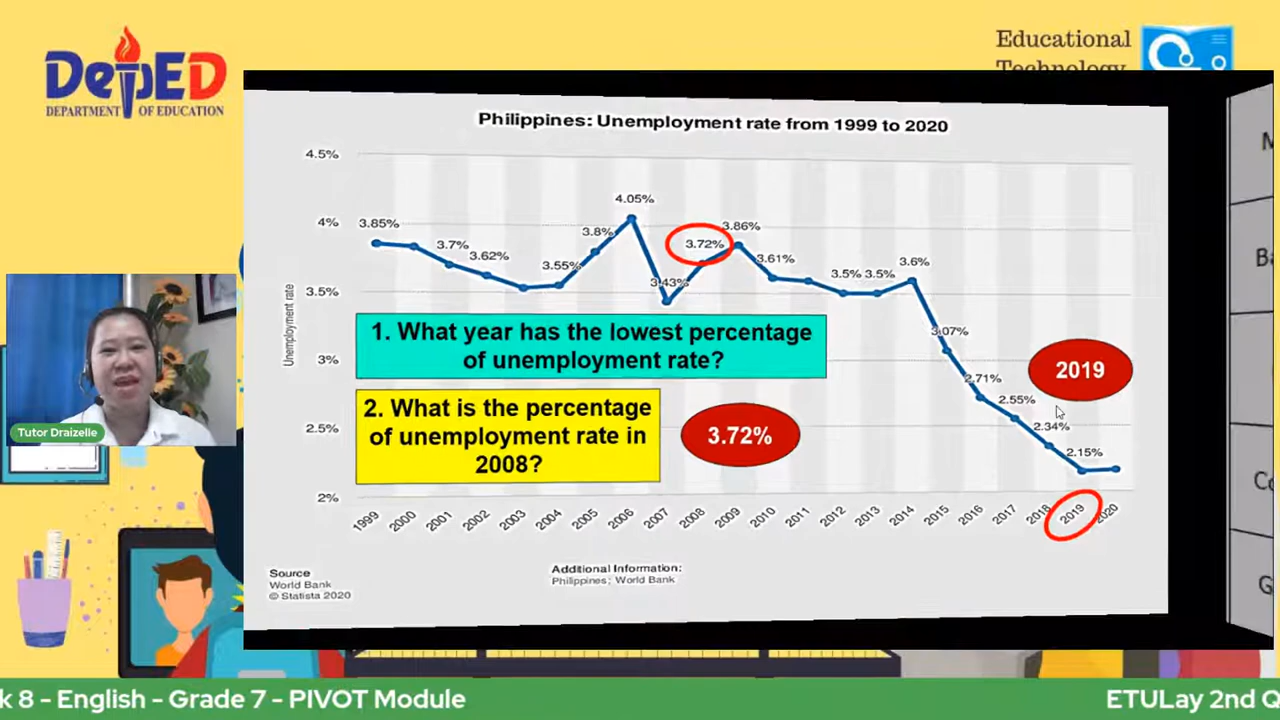 DepED
DEPARTMENT OF EDUCATION
Educational
Technology
Philippines: Unemployment rate from 1999 to 2020
4.5%
4%
3.5%
3%
2.5%
2%
Unemployment rate
3.85%
3.7%
3.62%
3.55%
3.8%
4.05%
3.43%
3.72%
3.86%
3.61%
3.5%
3.5%
3.6%
3.07%
2.71%
2.55%
2.34%
2.15%
1. What year has the lowest percentage
of unemployment rate?
2019
2. What is the percentage
of unemployment rate in
2008?
3.72%
1999
2000
2001
2002
2003
2004
2005
2006
2007
2008
2009
2010
2011
2012
2013
2014
2015
2016
2017
2018
2019
2020
Source
World Bank
© Statista 2020
Additional Information:
Philippines; World Bank
Tutor Draizelle
M
Ba
Co
G
k 8 - English - Grade 7 - PIVOT Module
ETULay 2nd Q